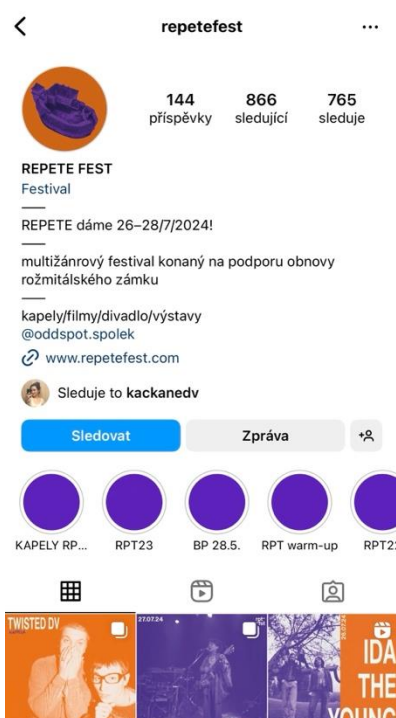 repetefest
144 866 765
příspěvky sledující sleduje
REPETE FEST
Festival
REPETE dáme 26–28/7/2024!
multižánrový festival konaný na podporu obnovy
rožmitálského zámku
kapely/filmy/divadlo/výstavy
@oddspot.spolek
www.repetefest.com
Sleduje to kackanedv
Sledovat Zpráva
KAPELY RP... RPT23 BP 28.5. RPT warm-up RPT2
TWISTED DV
27.07.24
IDA
THE
YOUNG